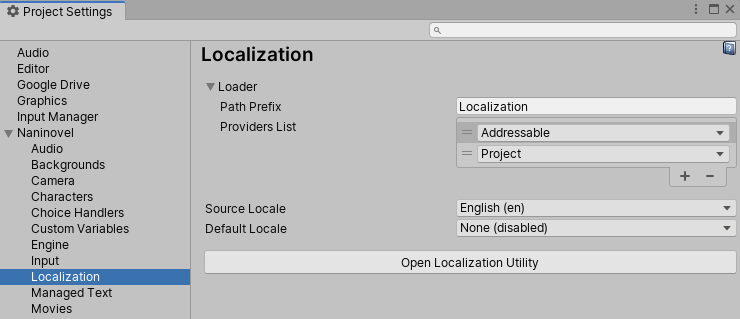 Project Settings
Audio
Editor
Google Drive
Graphics
Input Manager
Naninovel
Audio
Backgrounds
Camera
Characters
Choice Handlers
Custom Variables
Engine
Input
Localization
Managed Text
Movies
Localization
Loader
Path Prefix
Localization
Providers List
Addressable
Project
Source Locale
English (en)
Default Locale
None (disabled)
Open Localization Utility